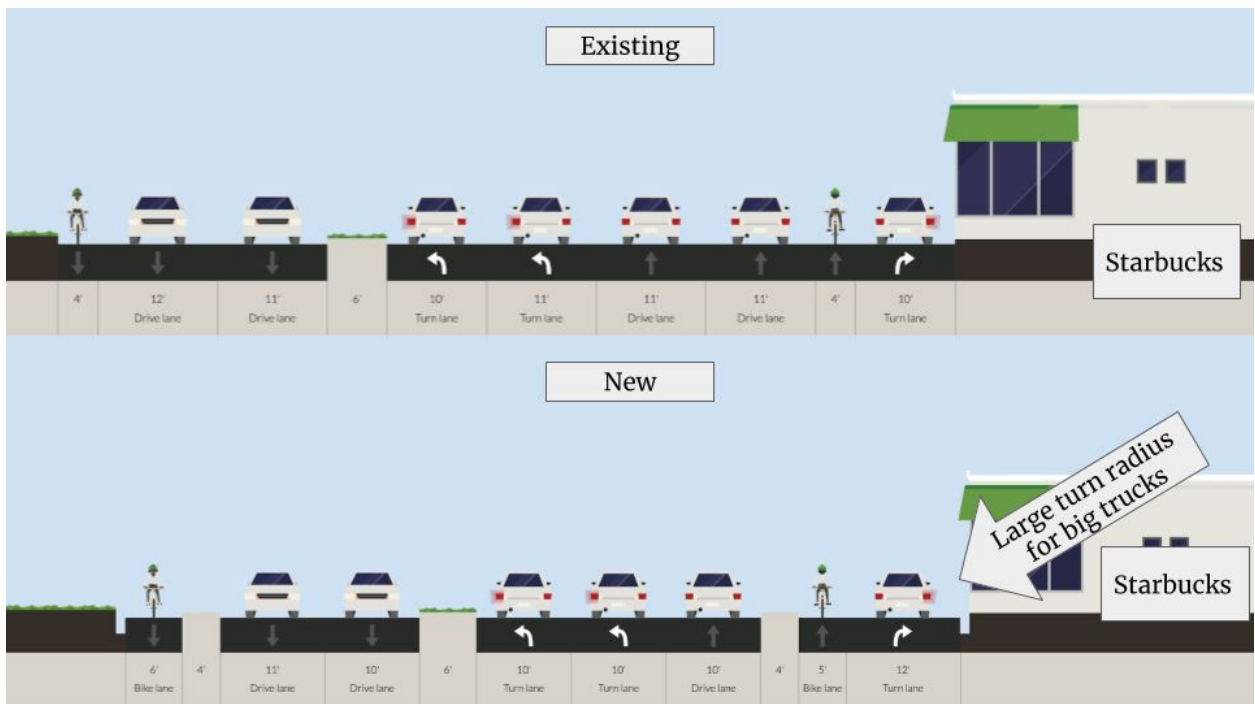 Existing
Starbucks
4' 12' 11' 6' 10' 11' 11' 11' 4' 10'
Drive lane Drive lane Turn lane Turn lane Drive lane Drive lane Turn lane
New
Large turn radius
for big trucks
Starbucks
6' 4' 11' 10' 6' 10' 10' 10' 4' 5' 12'
Bike lane Drive lane Drive lane Turn lane Turn lane Drive lane Bike lane Turn lane